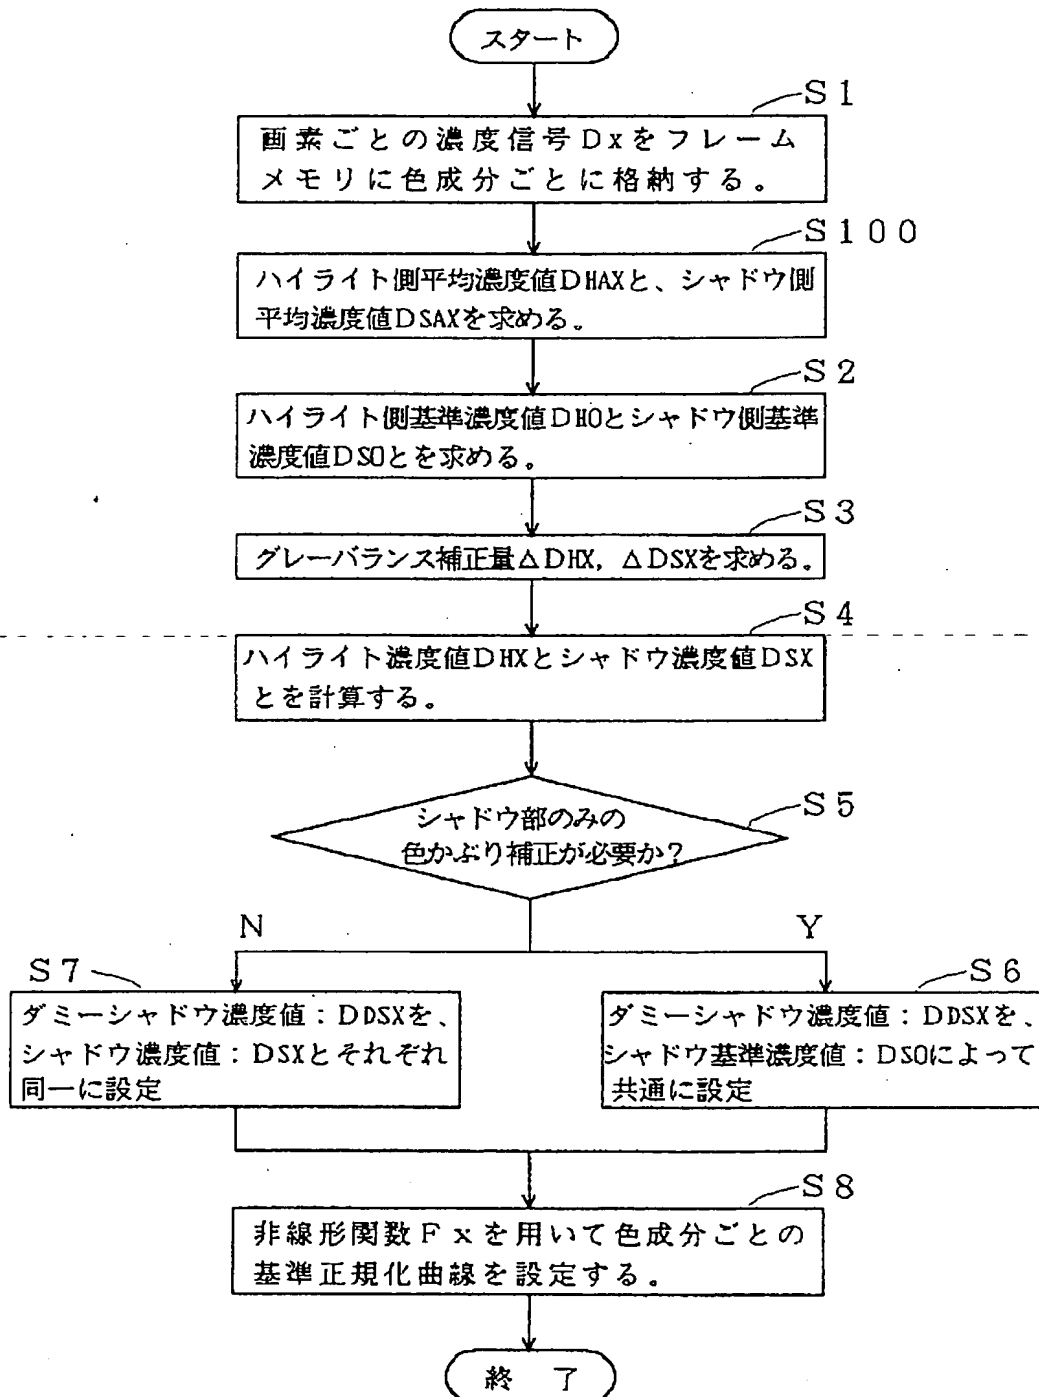 スタート
S1
画素ごとの濃度信号Dxをフレーム
メモリに色成分ごとに格納する。
S100
ハイライト側平均濃度値DHAXと、シャドウ側
平均濃度値DSAXを求める。
S2
ハイライト側基準濃度値DHOとシャドウ側基準
濃度値DSOとを求める。
S3
グレーバランス補正量△DHX,△DSXを求める。
S4
ハイライト濃度値DHXとシャドウ濃度値DSX
とを計算する。
S5
シャドウ部のみの
色かぶり補正が必要か?
N
Y
S7
ダミーシャドウ濃度値:DDSXを、
シャドウ濃度値:DSXとそれぞれ
同一に設定
S6
ダミーシャドウ濃度値:DDSXを、
シャドウ基準濃度値:DSOによって
共通に設定
S8
非線形関数Fxを用いて色成分ごとの
基準正規化曲線を設定する。
終 了